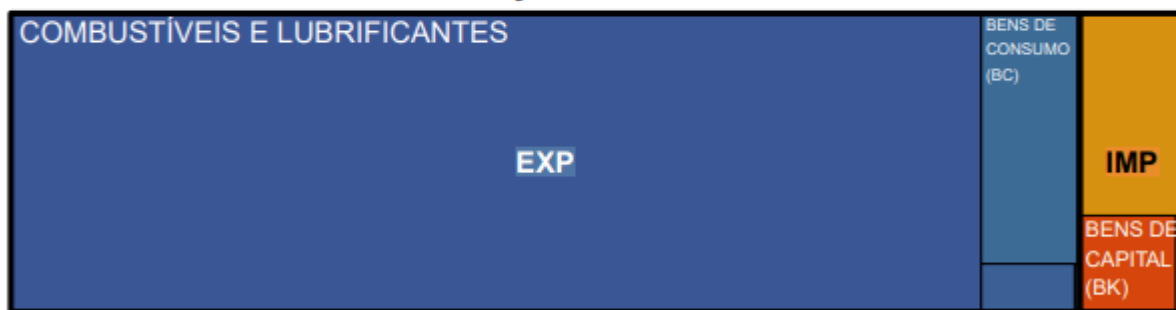 COMBUSTÍVEIS E LUBRIFICANTES
BENS DE
CONSUMO
(BC)
EXP
IMP
BENS DE
CAPITAL
(BK)